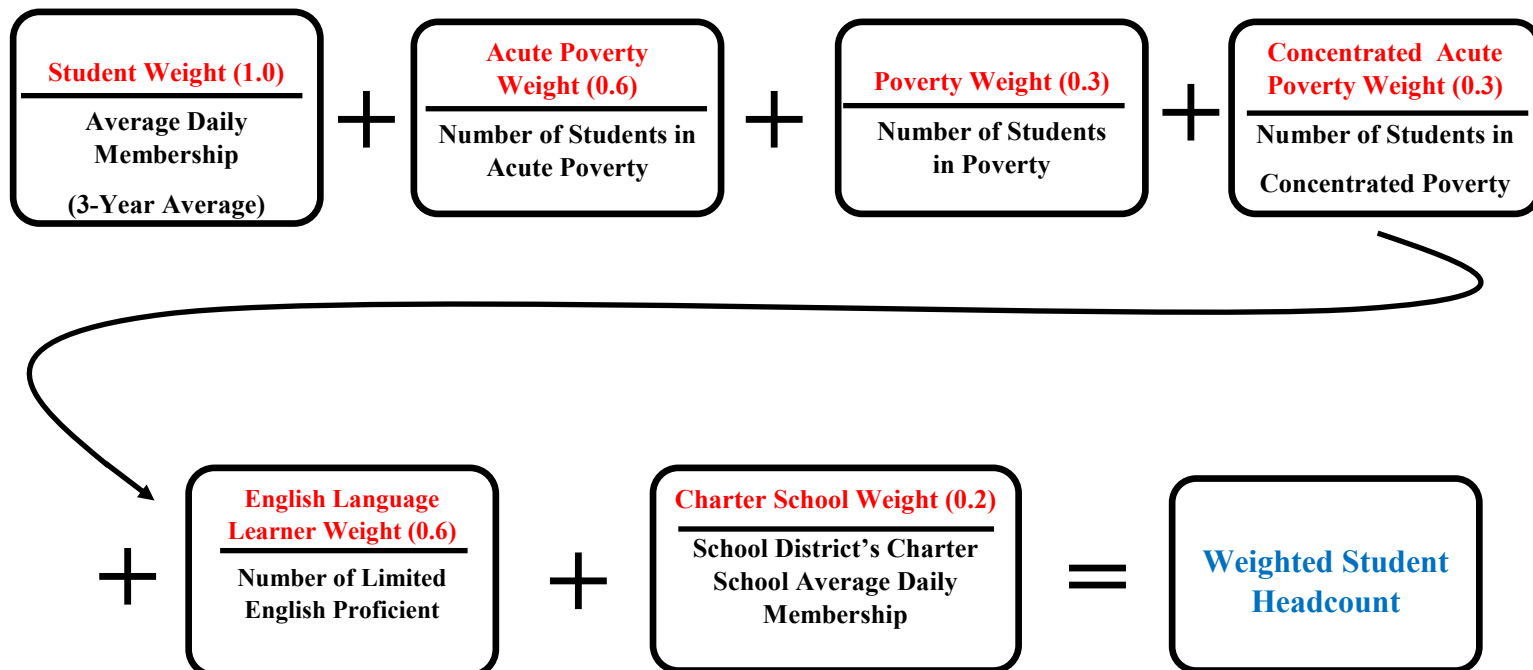 Student Weight (1.0)
Average Daily
Membership
(3-Year Average)
+
Acute Poverty
Weight (0.6)
Number of Students in
Acute Poverty
+
Poverty Weight (0.3)
Number of Students
in Poverty
+
Concentrated Acute
Poverty Weight (0.3)
Number of Students in
Concentrated Poverty
+
English Language
Learner Weight (0.6)
Number of Limited
English Proficient
+
Charter School Weight (0.2)
School District’s Charter
School Average Daily
Membership
=
Weighted Student
Headcount